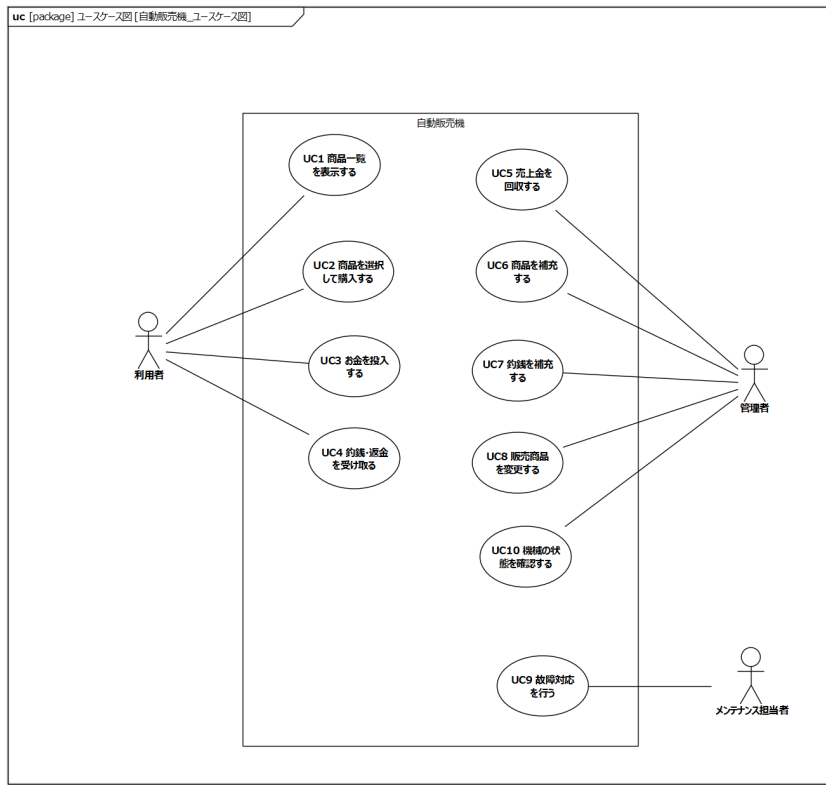 uc [package] ユースケース図 [自動販売機_ユースケース図]
自動販売機
UC1 商品一覧
を表示する
UC5 売上金を
回収する
UC2 商品を選択
して購入する
UC6 商品を補充
する
利用者
UC3 お金を投入
する
UC7 釣銭を補充
する
管理者
UC4 釣銭・返金
を受け取る
UC8 販売商品
を変更する
UC10 機械の状
態を確認する
UC9 故障対応
を行う
メンテナンス担当者